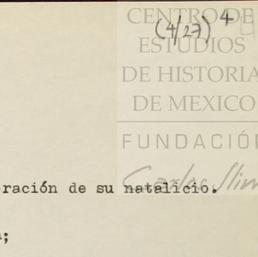 CENTRO DE
(4/27) 4
ESTUDIOS
DE HISTORIA
DE MEXICO
FUNDACIÓN
Carlos Slim
ración de su natalicio.
;